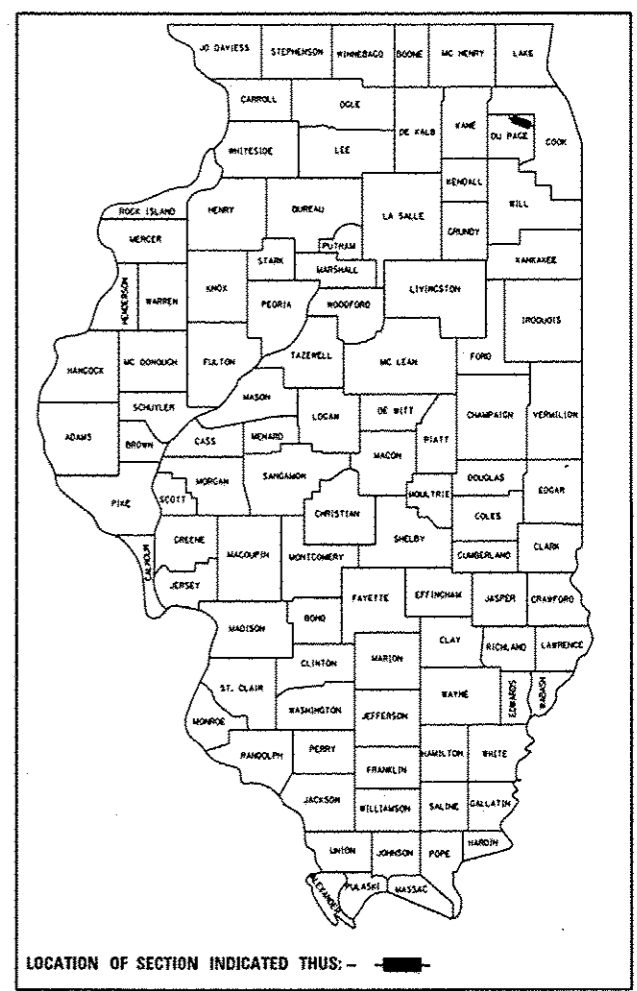 JO DAVIESS STEPHENSON WINNEBAGO BOONE MC HENRY LAKE
CARROLL OGLE
DE KALB KANE DU PAGE COOK
WHITESIDE LEE
KENDALL
ROCK ISLAND HENRY BUREAU LA SALLE WILL
MERCER PUTNAM GRUNDY
STARK MARSHALL KANKAKEE
HENDERSON WARREN KNOX PEORIA WOODFORD LIVINGSTON IROQUOIS
HANCOCK MC DONOUGH FULTON TAZEWELL MC LEAN FORD
MASON
SCHUYLER LOGAN DE WITT CHAMPAIGN VERMILION
ADAMS BROWN CASS MENARD PIATT
MACON
MORGAN SANGAMON DOUGLAS
PIKE SCOTT MOULTRIE EDGAR
CHRISTIAN COLES
GREENE SHELBY
CALHOUN MACOUPIN MONTGOMERY CUMBERLAND CLARK
JERSEY
FAYETTE EFFINGHAM JASPER CRAWFORD
MADISON BOND
CLAY RICHLAND LAWRENCE
CLINTON MARION
ST. CLAIR WAYNE EDWARDS WABASH
MONROE WASHINGTON JEFFERSON
RANDOLPH PERRY HAMILTON WHITE
FRANKLIN
JACKSON WILLIAMSON SALINE GALLATIN
UNION JOHNSON POPE HARDIN
ALEXANDER PULASKI MASSAC
LOCATION OF SECTION INDICATED THUS: –